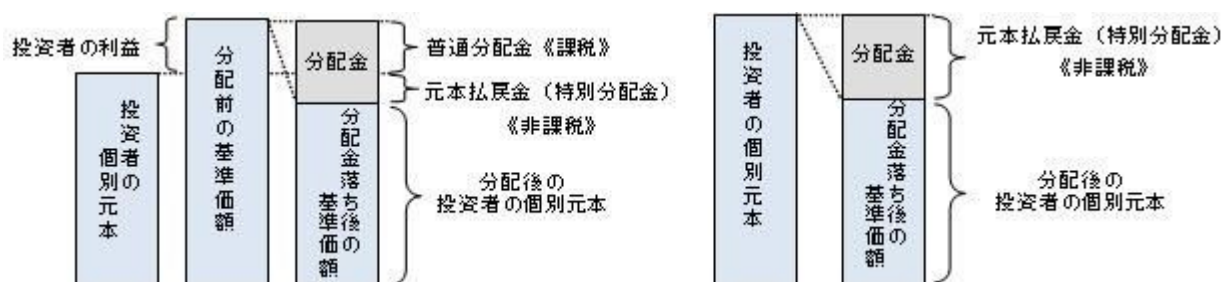 投資者の利益
投資者の
個別元本
分配前の基準価額
分配金
分配金落ち後の
基準価額
普通分配金《課税》
元本払戻金(特別分配金)
《非課税》
分配後の
投資者の個別元本
投資者の個別元本
分配金
分配金落ち後の
基準価額
元本払戻金(特別分配金)
《非課税》
分配後の
投資者の個別元本